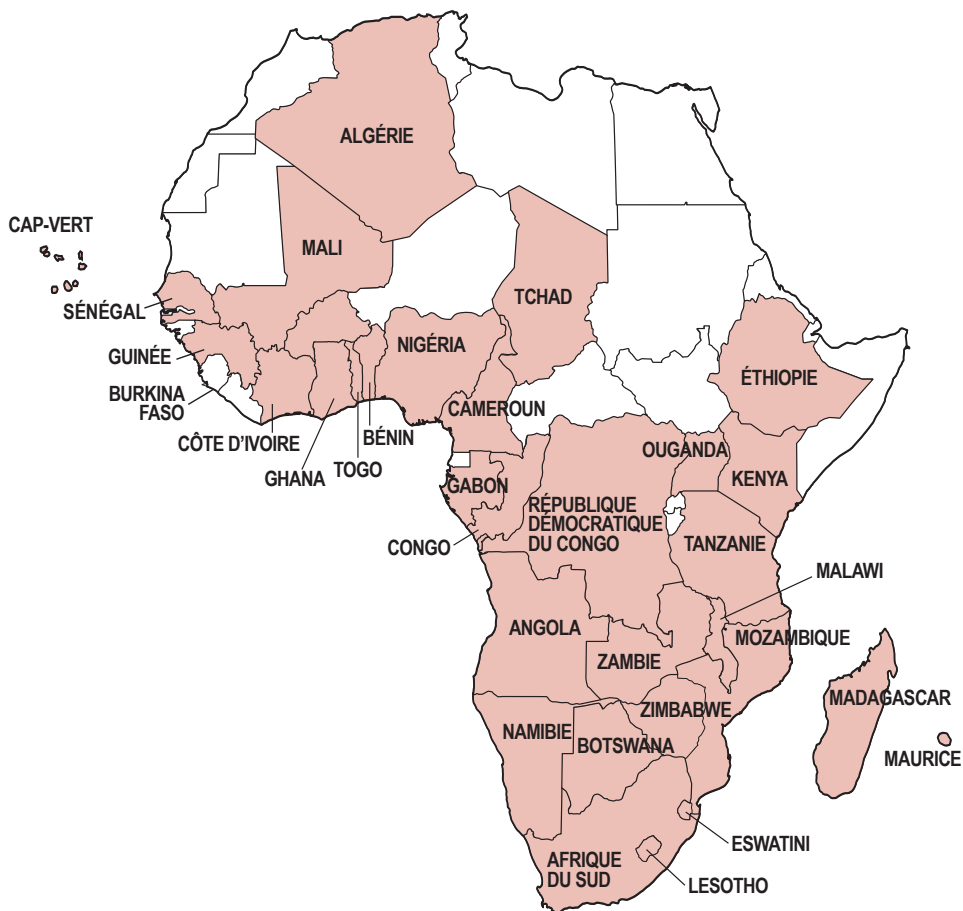 ALGÉRIE
CAP-VERT
MALI
TCHAD
SÉNÉGAL
NIGÉRIA
GUINÉE
ÉTHIOPIE
BURKINA
FASO
CAMEROUN
CÔTE D'IVOIRE
BÉNIN
OUGANDA
GHANA
TOGO
KENYA
GABON
RÉPUBLIQUE
DÉMOCRATIQUE
DU CONGO
CONGO
TANZANIE
MALAWI
ANGOLA
MOZAMBIQUE
ZAMBIE
MADAGASCAR
ZIMBABWE
NAMIBIE
BOTSWANA
MAURICE
ESWATINI
AFRIQUE
DU SUD
LESOTHO